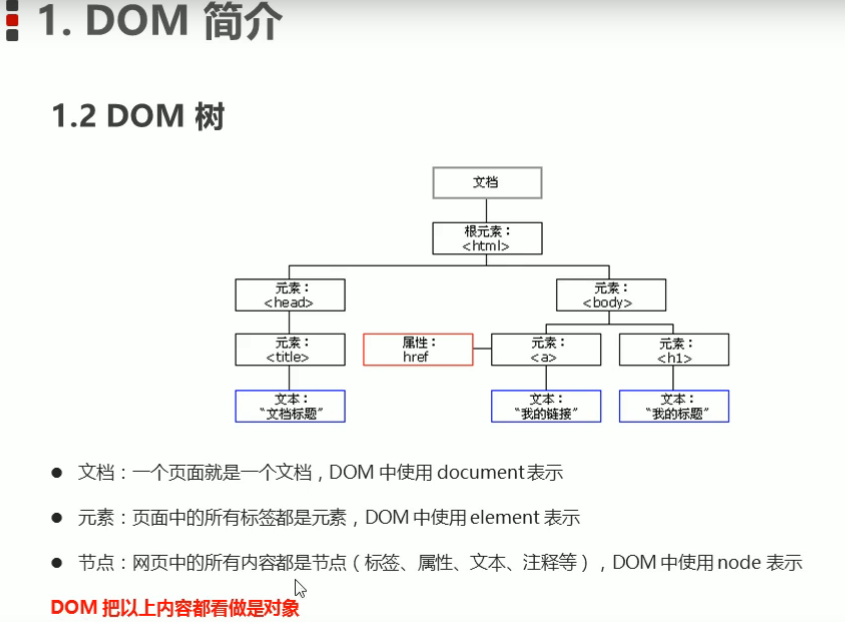 1. DOM 简介
1.2 DOM 树
文档
根元素：
<html>
元素：
<head>
元素：
<body>
元素：
<title>
属性：
href
元素：
<a>
元素：
<h1>
文本：
“文档标题”
文本：
“我的链接”
文本：
“我的标题”
● 文档：一个页面就是一个文档，DOM 中使用 document 表示
● 元素：页面中的所有标签都是元素，DOM 中使用 element 表示
● 节点：网页中的所有内容都是节点（标签、属性、文本、注释等），DOM 中使用 node 表示
DOM 把以上内容都看做是对象